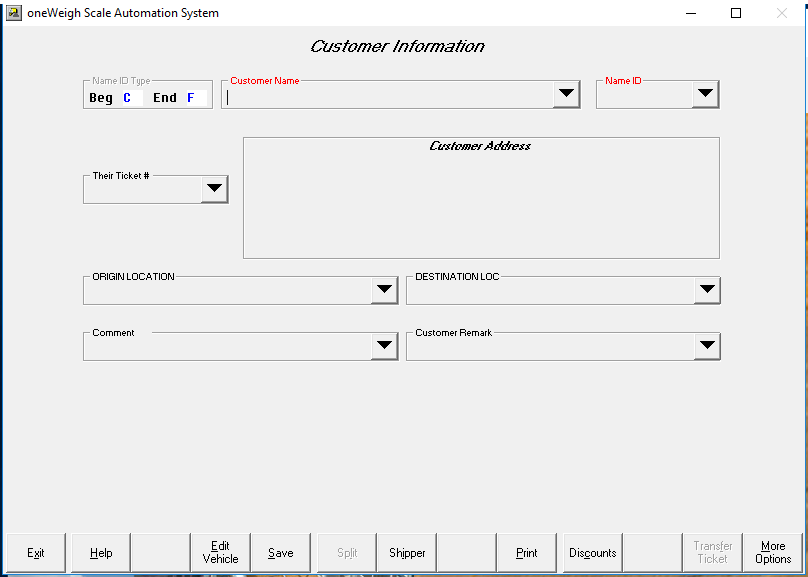 oneWeigh Scale Automation System
Customer Information
Name ID Type
Customer Name
Name ID
Beg C End F
Customer Address
Their Ticket #
ORIGIN LOCATION
DESTINATION LOC
Comment
Customer Remark
Exit
Help
Edit
Vehicle
Save
Split
Shipper
Print
Discounts
Transfer
Ticket
More
Options